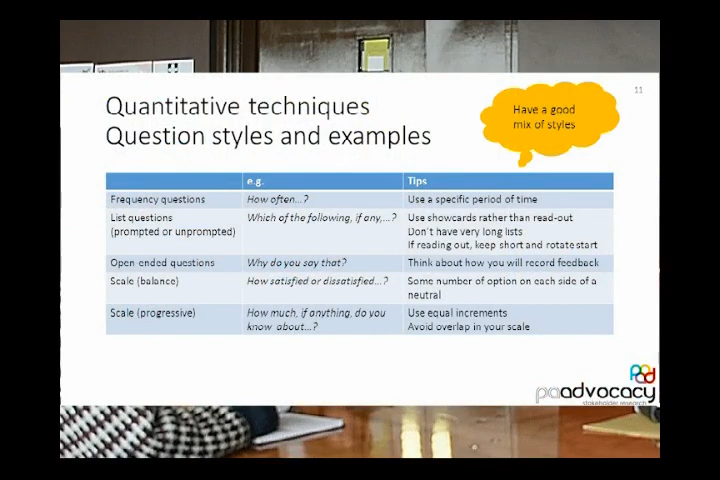 11
Quantitative techniques
Question styles and examples
Have a good
mix of styles
e.g. Tips
Frequency questions How often...? Use a specific period of time
List questions Which of the following, if any,...? Use showcards rather than read-out
(prompted or unprompted) Don't have very long lists
If reading out, keep short and rotate start
Open ended questions Why do you say that? Think about how you will record feedback
Scale (balance) How satisfied or dissatisfied...? Some number of option on each side of a
neutral
Scale (progressive) How much, if anything, do you Use equal increments
know about...? Avoid overlap in your scale
paadvocacy
stakeholder research